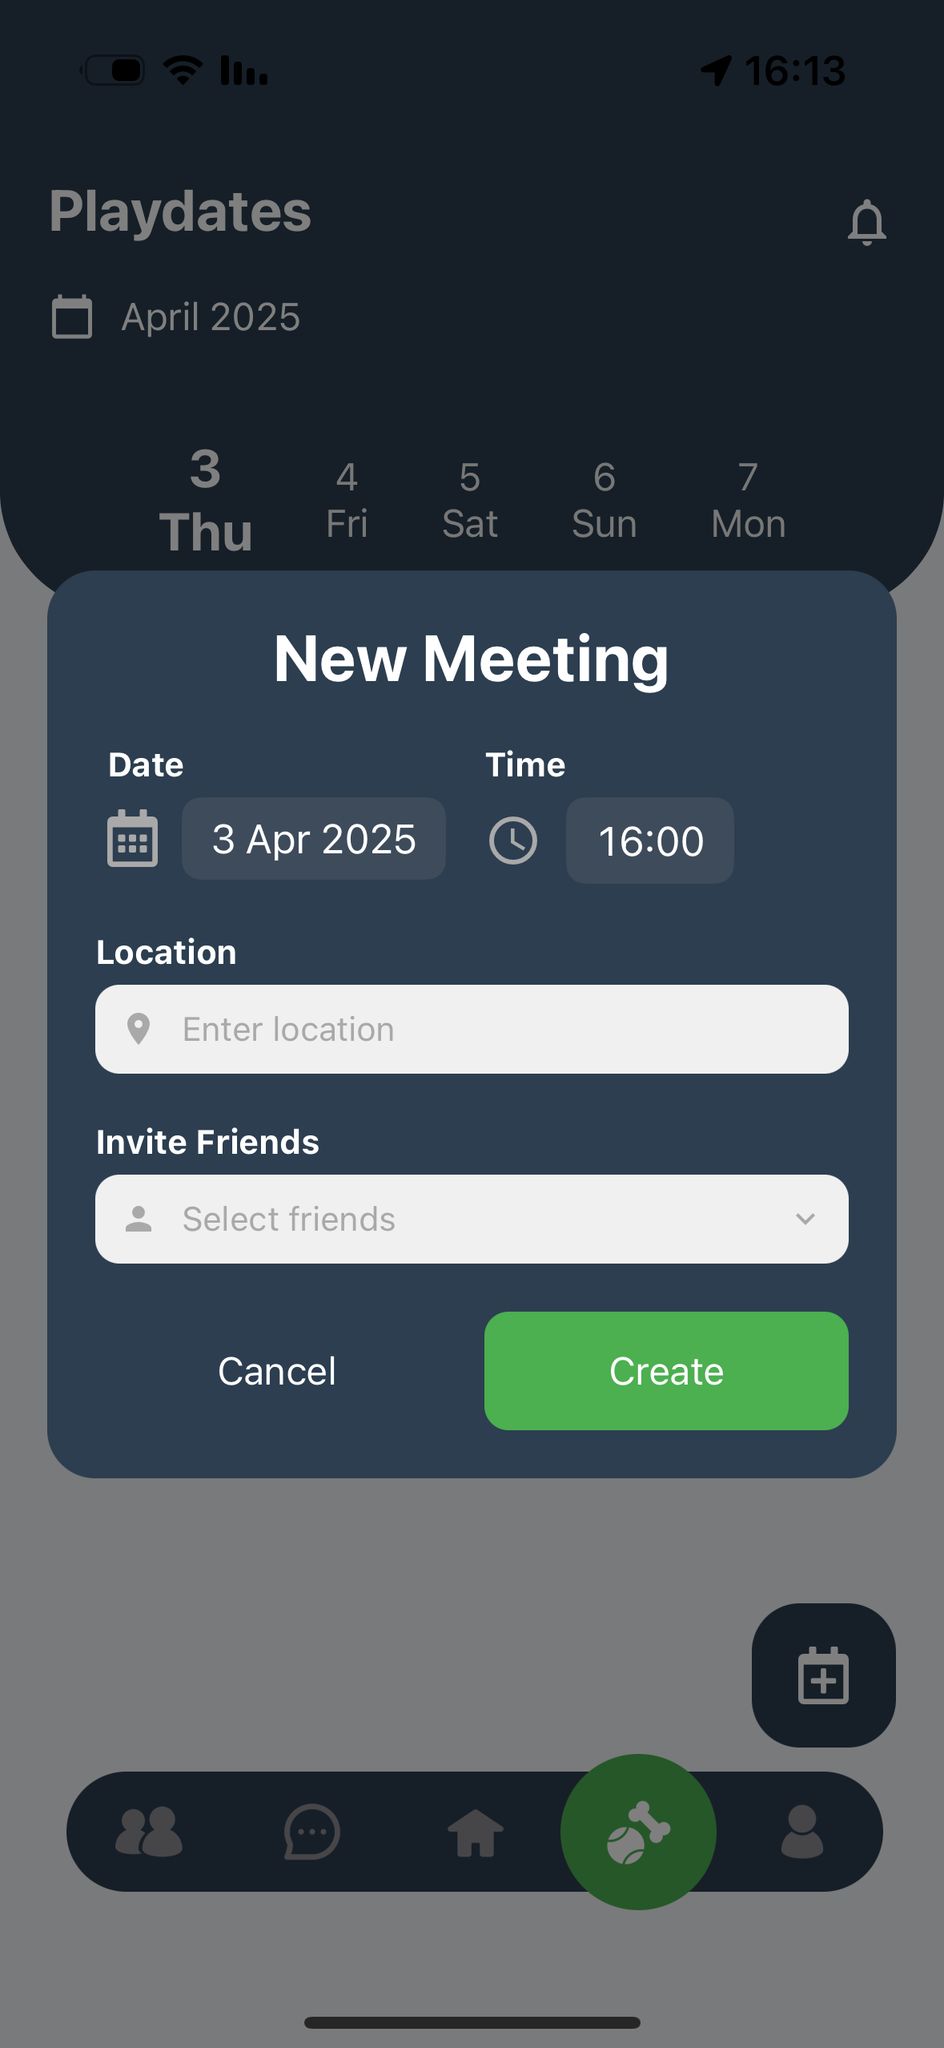 16:13
Playdates
April 2025
3 4 5 6 7
Thu Fri Sat Sun Mon
New Meeting
Date Time
3 Apr 2025 16:00
Location
Enter location
Invite Friends
Select friends
Cancel Create